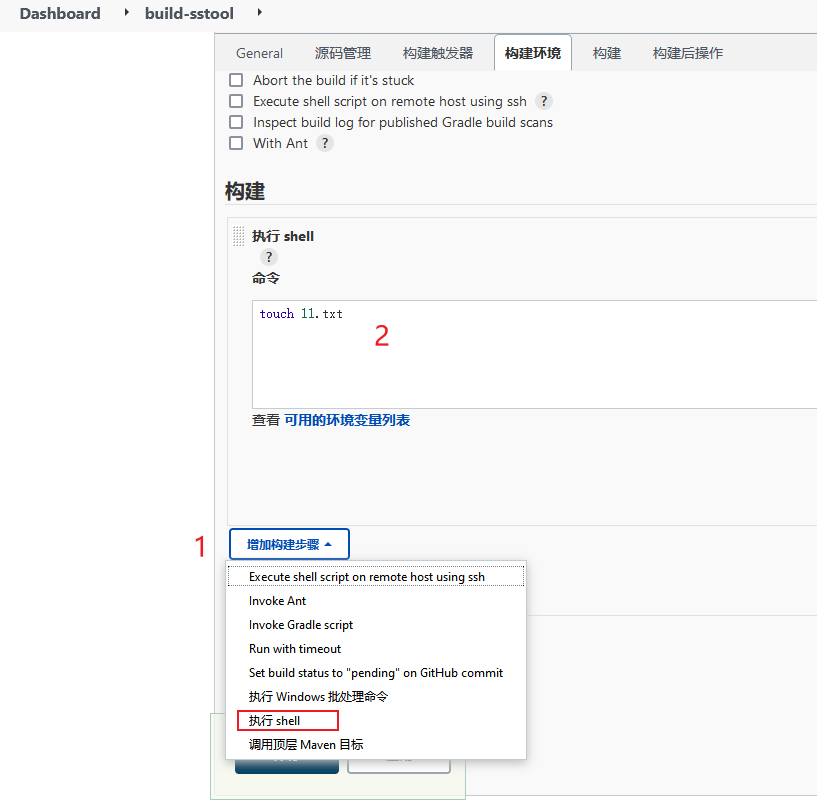 Dashboard build-sstool
General 源码管理 构建触发器 构建环境 构建 构建后操作
Abort the build if it's stuck
Execute shell script on remote host using ssh ?
Inspect build log for published Gradle build scans
With Ant ?
构建
执行 shell
?
命令
touch 11.txt
2
查看 可用的环境变量列表
1 增加构建步骤
Execute shell script on remote host using ssh
Invoke Ant
Invoke Gradle script
Run with timeout
Set build status to "pending" on GitHub commit
执行 Windows 批处理命令
执行 shell
调用顶层 Maven 目标